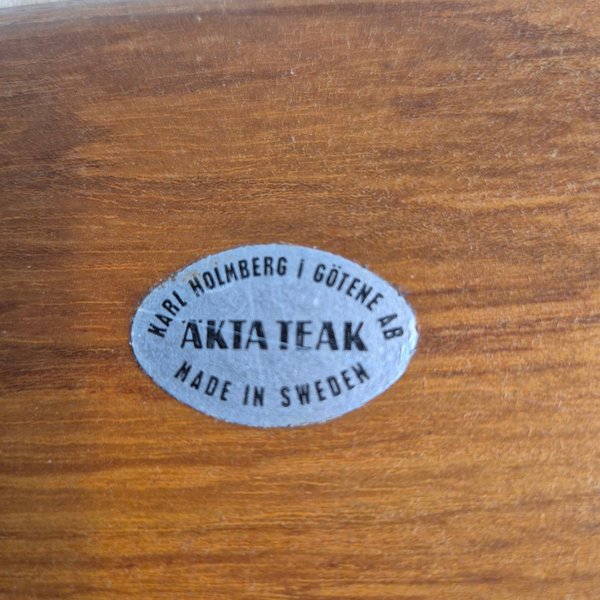 KARL HOLMBERG i GÖTENE AB
ÄKTA TEAK
MADE IN SWEDEN